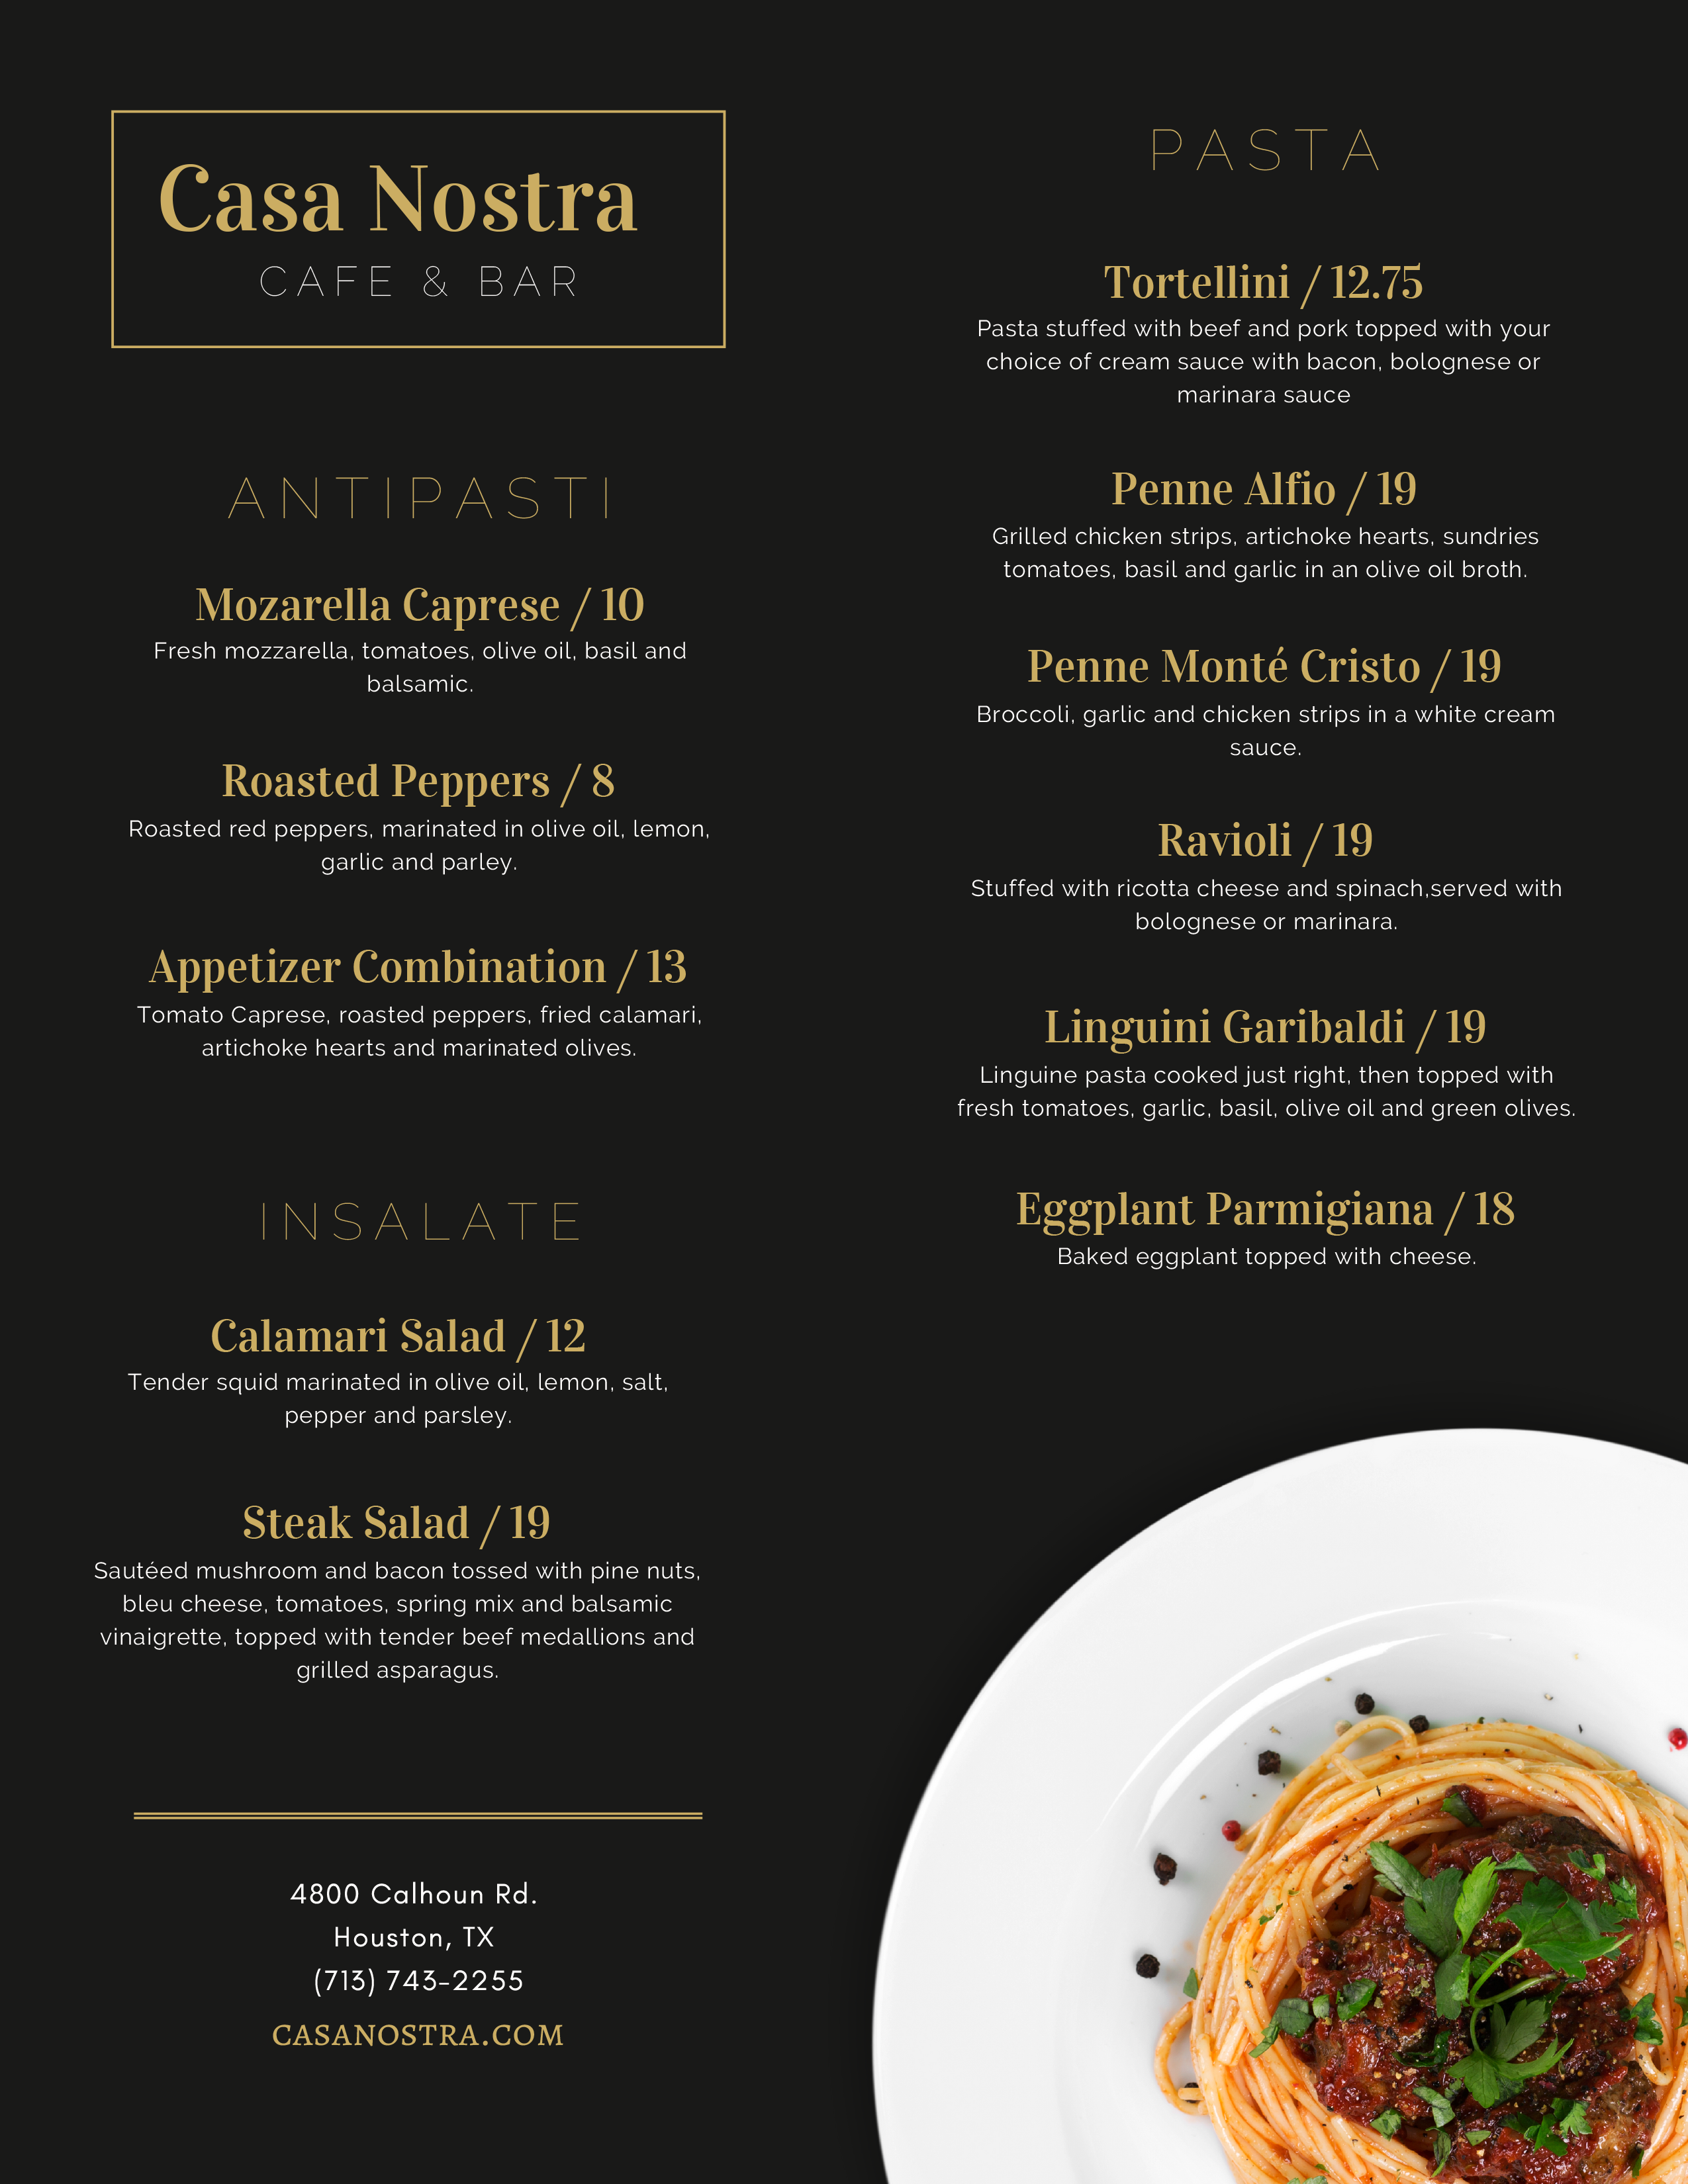 Casa Nostra
CAFE & BAR
ANTIPASTI
Mozarella Caprese / 10
Fresh mozzarella, tomatoes, olive oil, basil and
balsamic.
Roasted Peppers / 8
Roasted red peppers, marinated in olive oil, lemon,
garlic and parley.
Appetizer Combination / 13
Tomato Caprese, roasted peppers, fried calamari,
artichoke hearts and marinated olives.
INSALATE
Calamari Salad / 12
Tender squid marinated in olive oil, lemon, salt,
pepper and parsley.
Steak Salad / 19
Sautéed mushroom and bacon tossed with pine nuts,
bleu cheese, tomatoes, spring mix and balsamic
vinaigrette, topped with tender beef medallions and
grilled asparagus.
4800 Calhoun Rd.
Houston, TX
(713) 743-2255
CASANOSTRA.COM
PASTA
Tortellini / 12.75
Pasta stuffed with beef and pork topped with your
choice of cream sauce with bacon, bolognese or
marinara sauce
Penne Alfio / 19
Grilled chicken strips, artichoke hearts, sundries
tomatoes, basil and garlic in an olive oil broth.
Penne Monté Cristo / 19
Broccoli, garlic and chicken strips in a white cream
sauce.
Ravioli / 19
Stuffed with ricotta cheese and spinach,served with
bolognese or marinara.
Linguini Garibaldi / 19
Linguine pasta cooked just right, then topped with
fresh tomatoes, garlic, basil, olive oil and green olives.
Eggplant Parmigiana / 18
Baked eggplant topped with cheese.